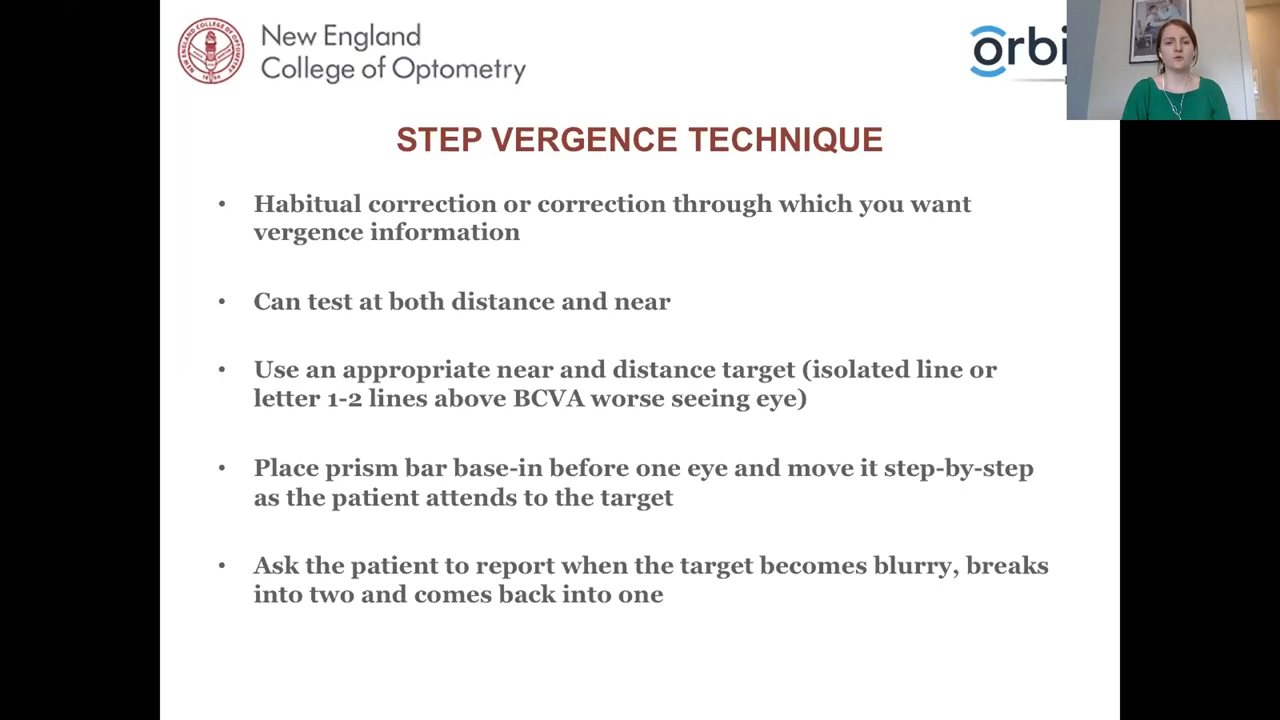 New England
College of Optometry
orbi
STEP VERGENCE TECHNIQUE
• Habitual correction or correction through which you want
vergence information
• Can test at both distance and near
• Use an appropriate near and distance target (isolated line or
letter 1-2 lines above BCVA worse seeing eye)
• Place prism bar base-in before one eye and move it step-by-step
as the patient attends to the target
• Ask the patient to report when the target becomes blurry, breaks
into two and comes back into one